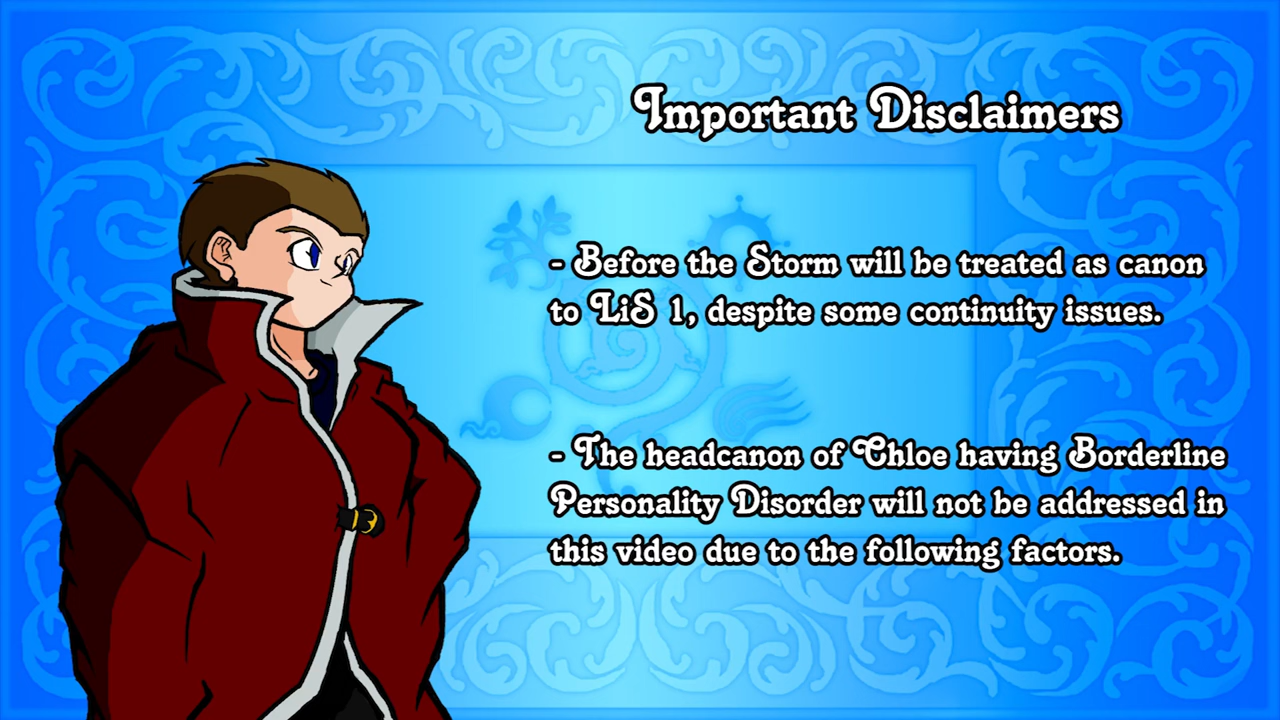 Important Disclaimers
- Before the Storm will be treated as canon
to LiS 1, despite some continuity issues.
- The headcanon of Chloe having Borderline
Personality Disorder will not be addressed in
this video due to the following factors.